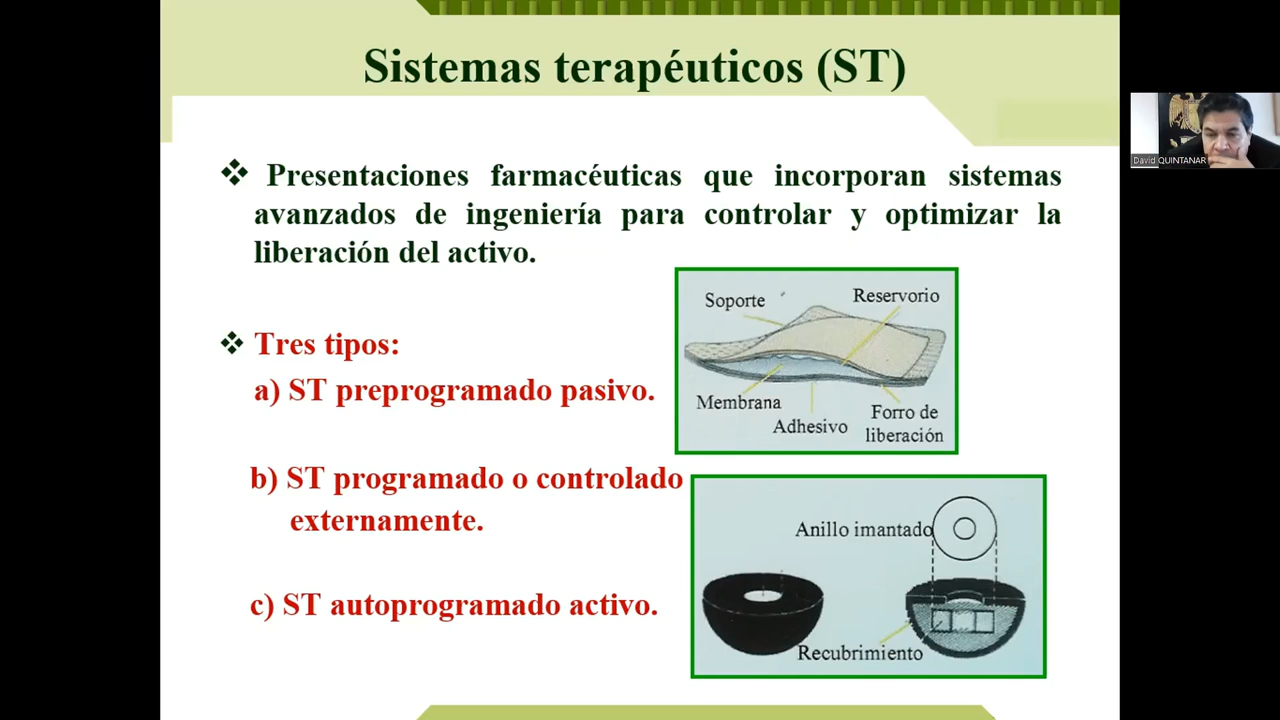 Sistemas terapéuticos (ST)
Presentaciones farmacéuticas que incorporan sistemas
avanzados de ingeniería para controlar y optimizar la
liberación del activo.
Tres tipos:
a) ST preprogramado pasivo.
b) ST programado o controlado
externamente.
c) ST autoprogramado activo.
Soporte
Reservorio
Membrana
Adhesivo
Forro de
liberación
Anillo imantado
Recubrimiento
David QUINTANAR